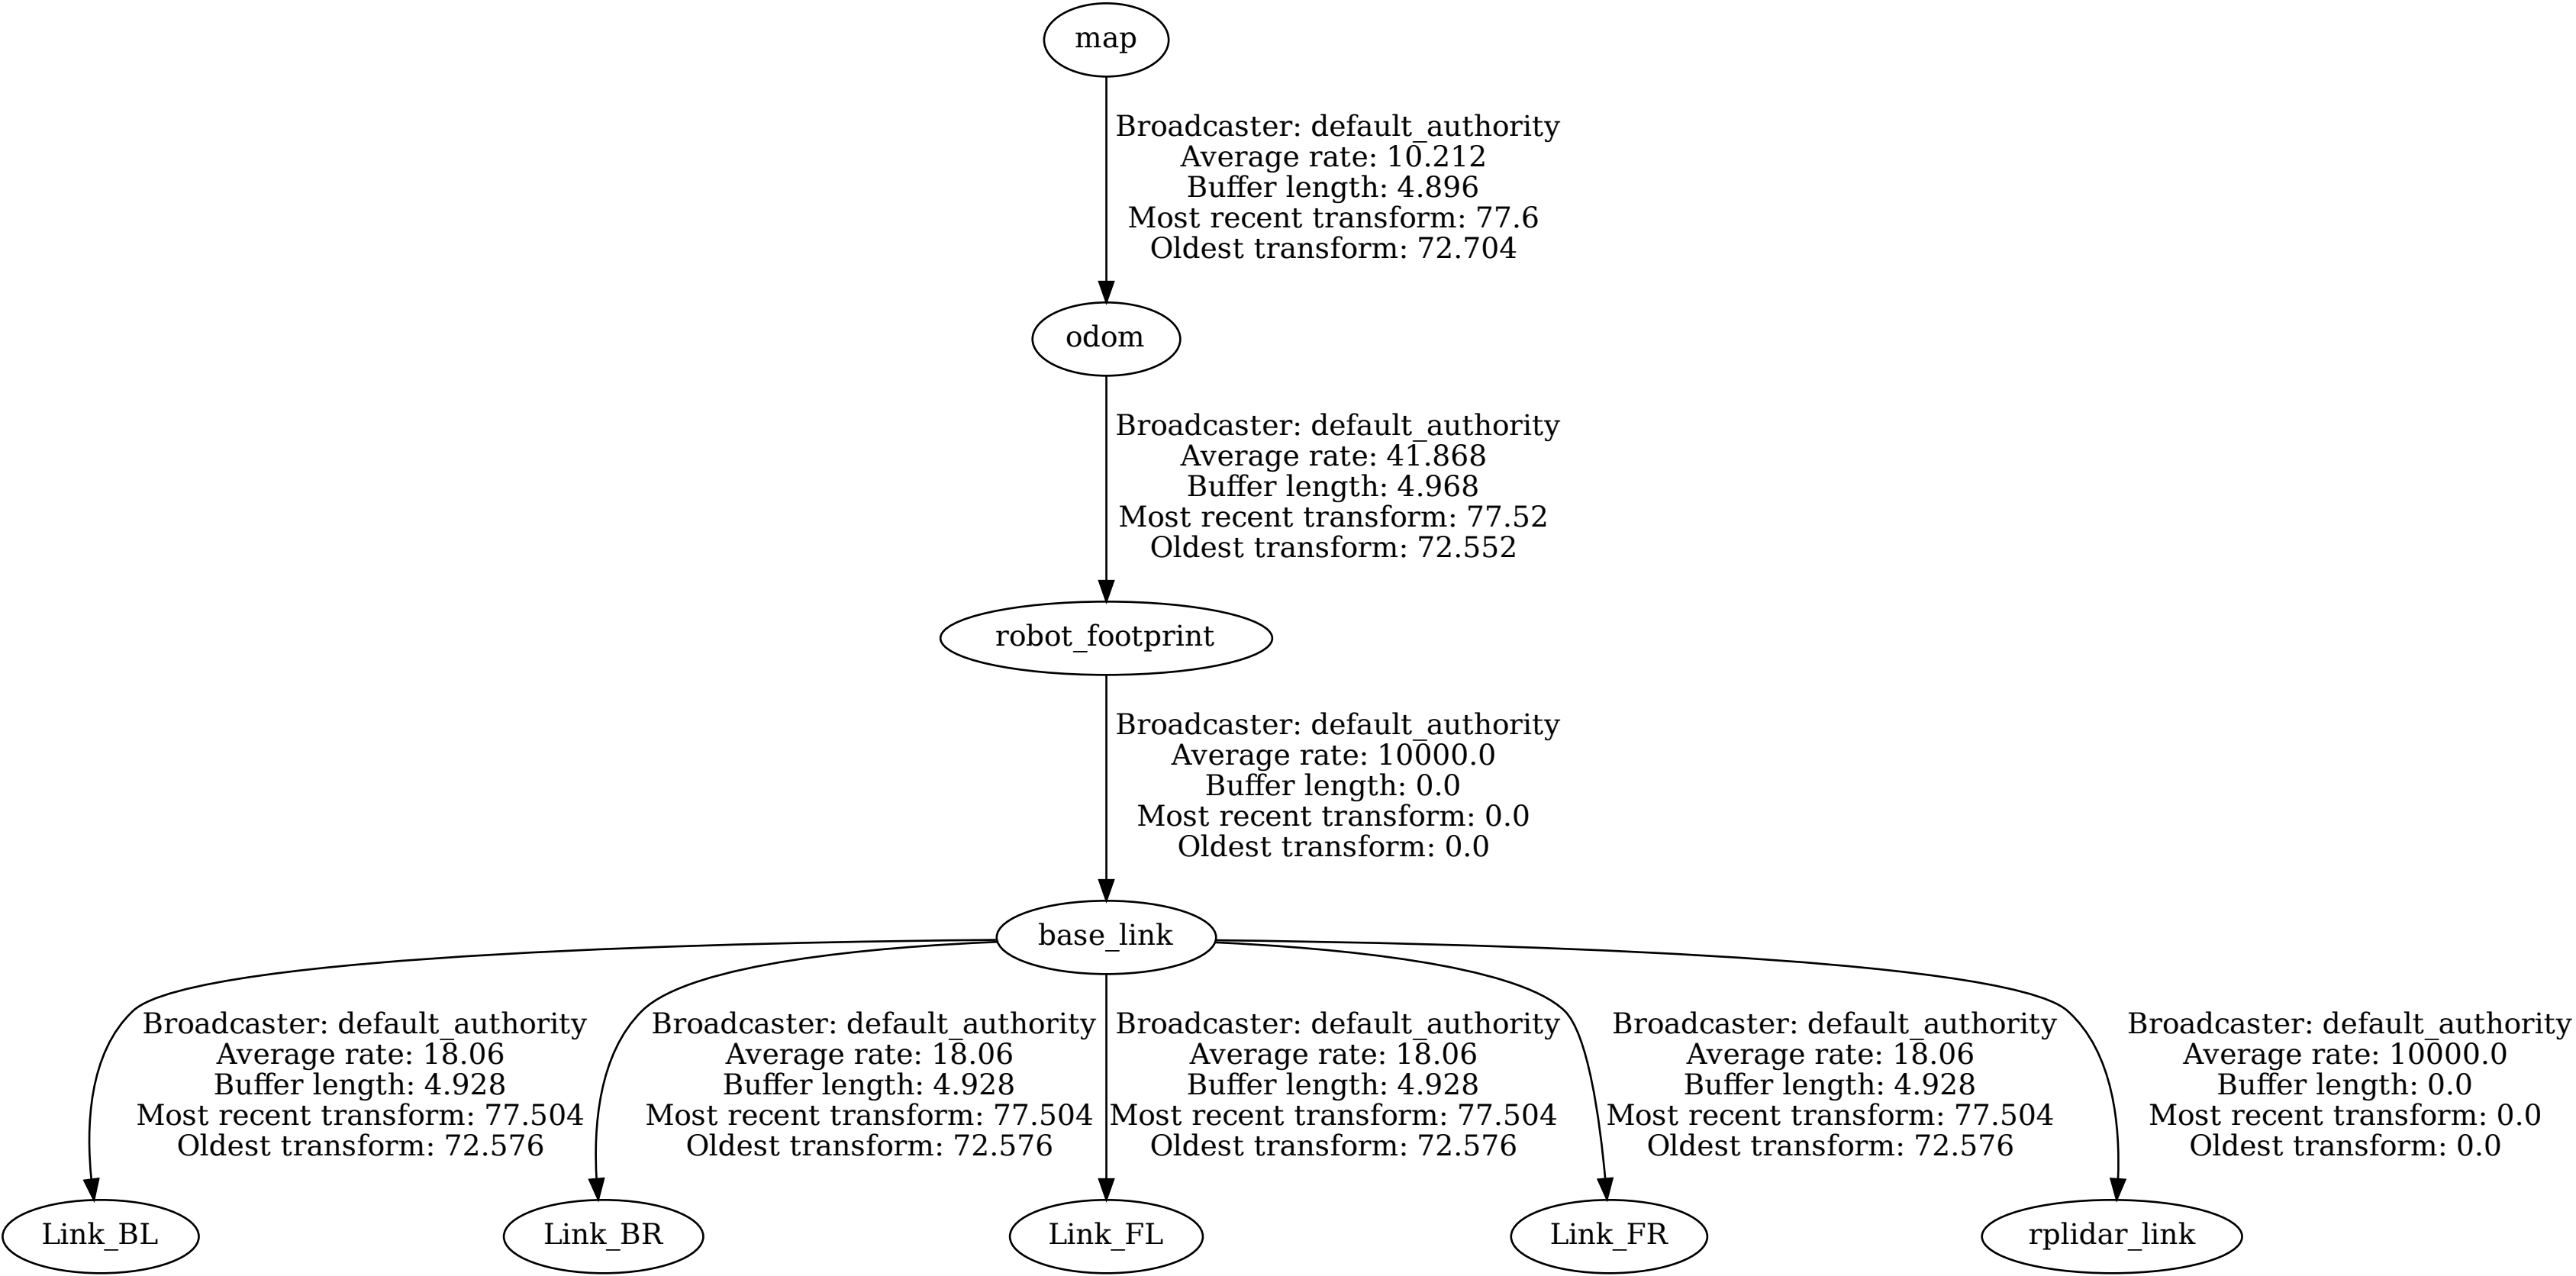 map
Broadcaster: default_authority
Average rate: 10.212
Buffer length: 4.896
Most recent transform: 77.6
Oldest transform: 72.704
odom
Broadcaster: default_authority
Average rate: 41.868
Buffer length: 4.968
Most recent transform: 77.52
Oldest transform: 72.552
robot_footprint
Broadcaster: default_authority
Average rate: 10000.0
Buffer length: 0.0
Most recent transform: 0.0
Oldest transform: 0.0
base_link
Broadcaster: default_authority
Average rate: 18.06
Buffer length: 4.928
Most recent transform: 77.504
Oldest transform: 72.576
Broadcaster: default_authority
Average rate: 18.06
Buffer length: 4.928
Most recent transform: 77.504
Oldest transform: 72.576
Broadcaster: default_authority
Average rate: 18.06
Buffer length: 4.928
Most recent transform: 77.504
Oldest transform: 72.576
Broadcaster: default_authority
Average rate: 18.06
Buffer length: 4.928
Most recent transform: 77.504
Oldest transform: 72.576
Broadcaster: default_authority
Average rate: 10000.0
Buffer length: 0.0
Most recent transform: 0.0
Oldest transform: 0.0
Link_BL
Link_BR
Link_FL
Link_FR
rplidar_link